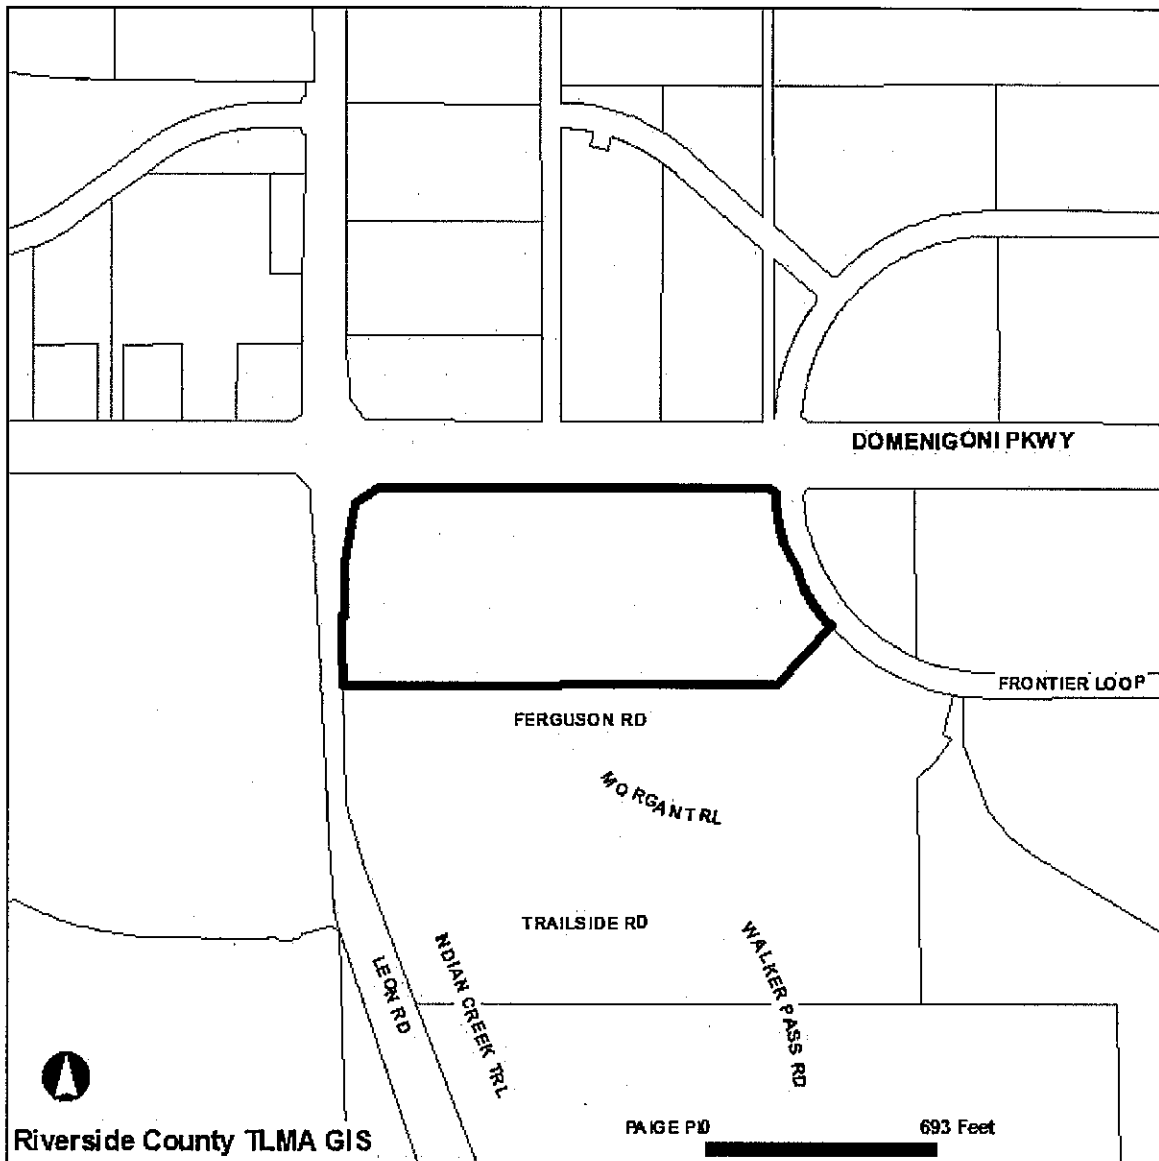 DOMENIGONI PKWY
FRONTIER LOOP
FERGUSON RD
MORGAN TRL
TRAILSIDE RD
WALKER PASS RD
NDIAN CREEK TRL
LEON RD
PAIGE Pl0
693 Feet
Riverside County TLMA GIS